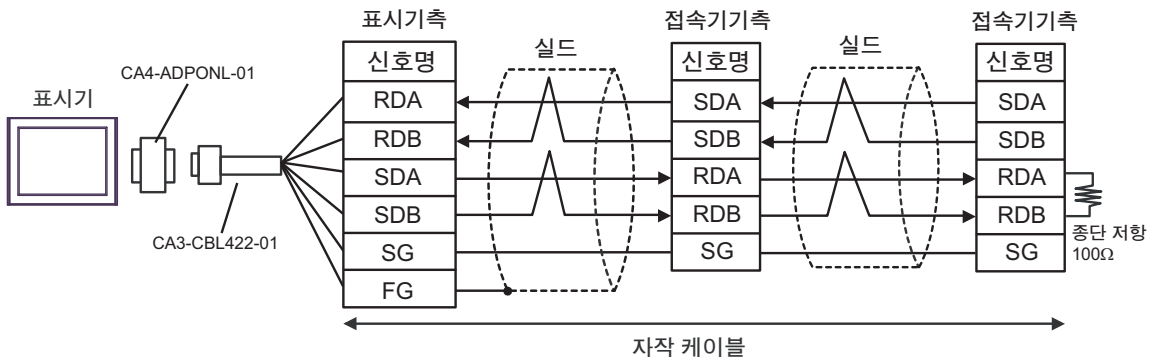 표시기
CA4-ADPONL-01
CA3-CBL422-01
표시기측
신호명
RDA
RDB
SDA
SDB
SG
FG
실드
접속기기측
신호명
SDA
SDB
RDA
RDB
SG
실드
접속기기측
신호명
SDA
SDB
RDA
RDB
SG
종단 저항
100Ω
자작 케이블